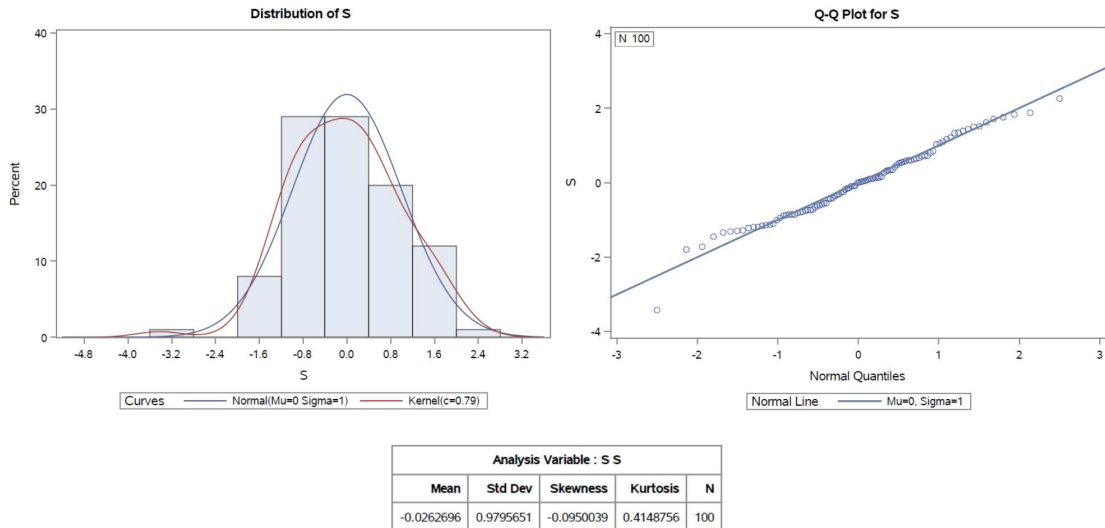 Distribution of S
40
30
20
10
0
Percent
-4.8 -4.0 -3.2 -2.4 -1.6 -0.8 0.0 0.8 1.6 2.4 3.2
S
Curves Normal(Mu=0 Sigma=1) Kernel(c=0.79)
Q-Q Plot for S
N 100
4
2
0
-2
-4
S
-3 -2 -1 0 1 2 3
Normal Quantiles
Normal Line Mu=0, Sigma=1
Analysis Variable : S S
Mean Std Dev Skewness Kurtosis N
-0.0262696 0.9795651 -0.0950039 0.4148756 100